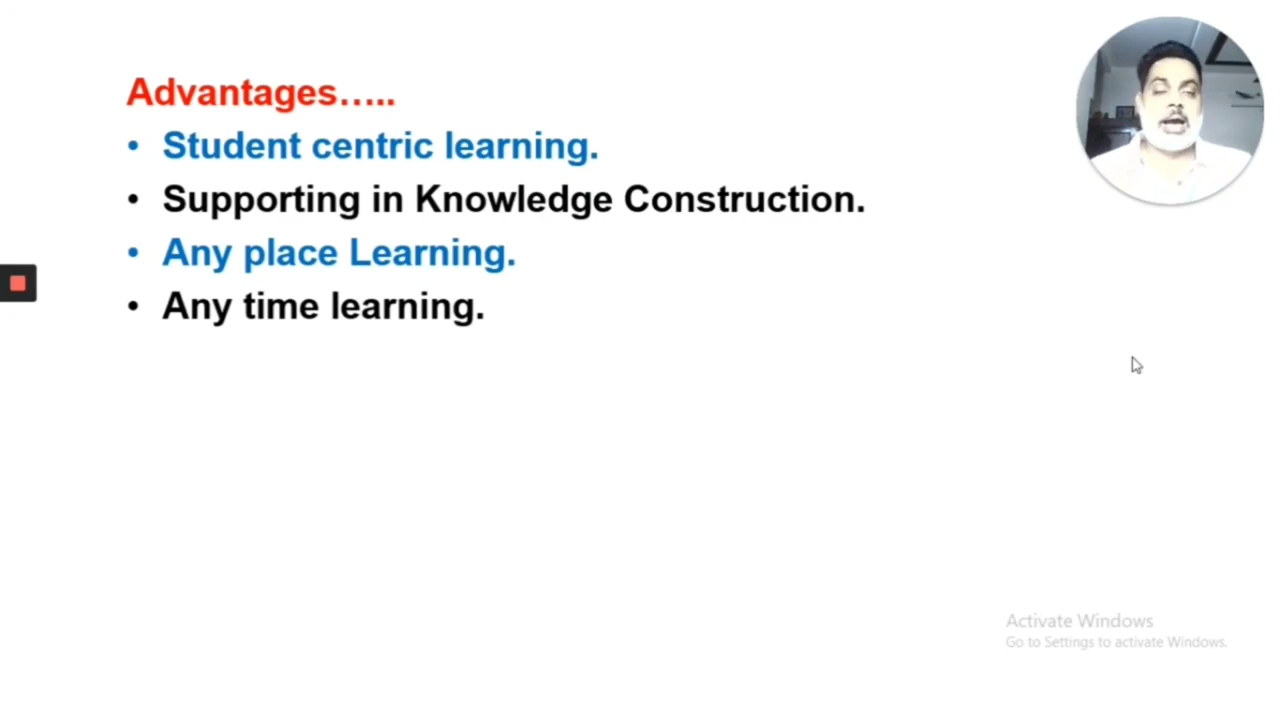 Advantages…..
• Student centric learning.
• Supporting in Knowledge Construction.
• Any place Learning.
• Any time learning.
Activate Windows
Go to Settings to activate Windows.